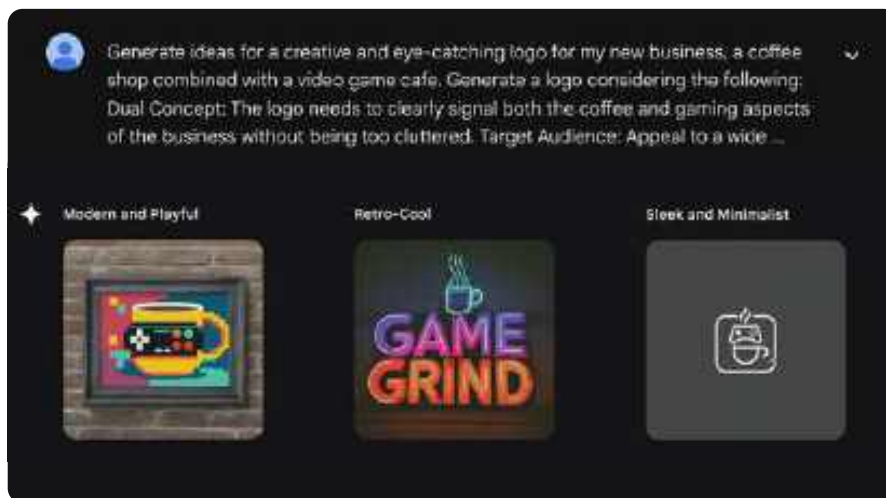 Generate ideas for a creative and eye-catching logo for my new business, a coffee
shop combined with a video game cafe. Generate a logo considering the following:
Dual Concept: The logo needs to clearly signal both the coffee and gaming aspects
of the business without being too cluttered. Target Audience: Appeal to a wide ...
Modern and Playful
Retro-Cool
Sleek and Minimalist
GAME
GRIND